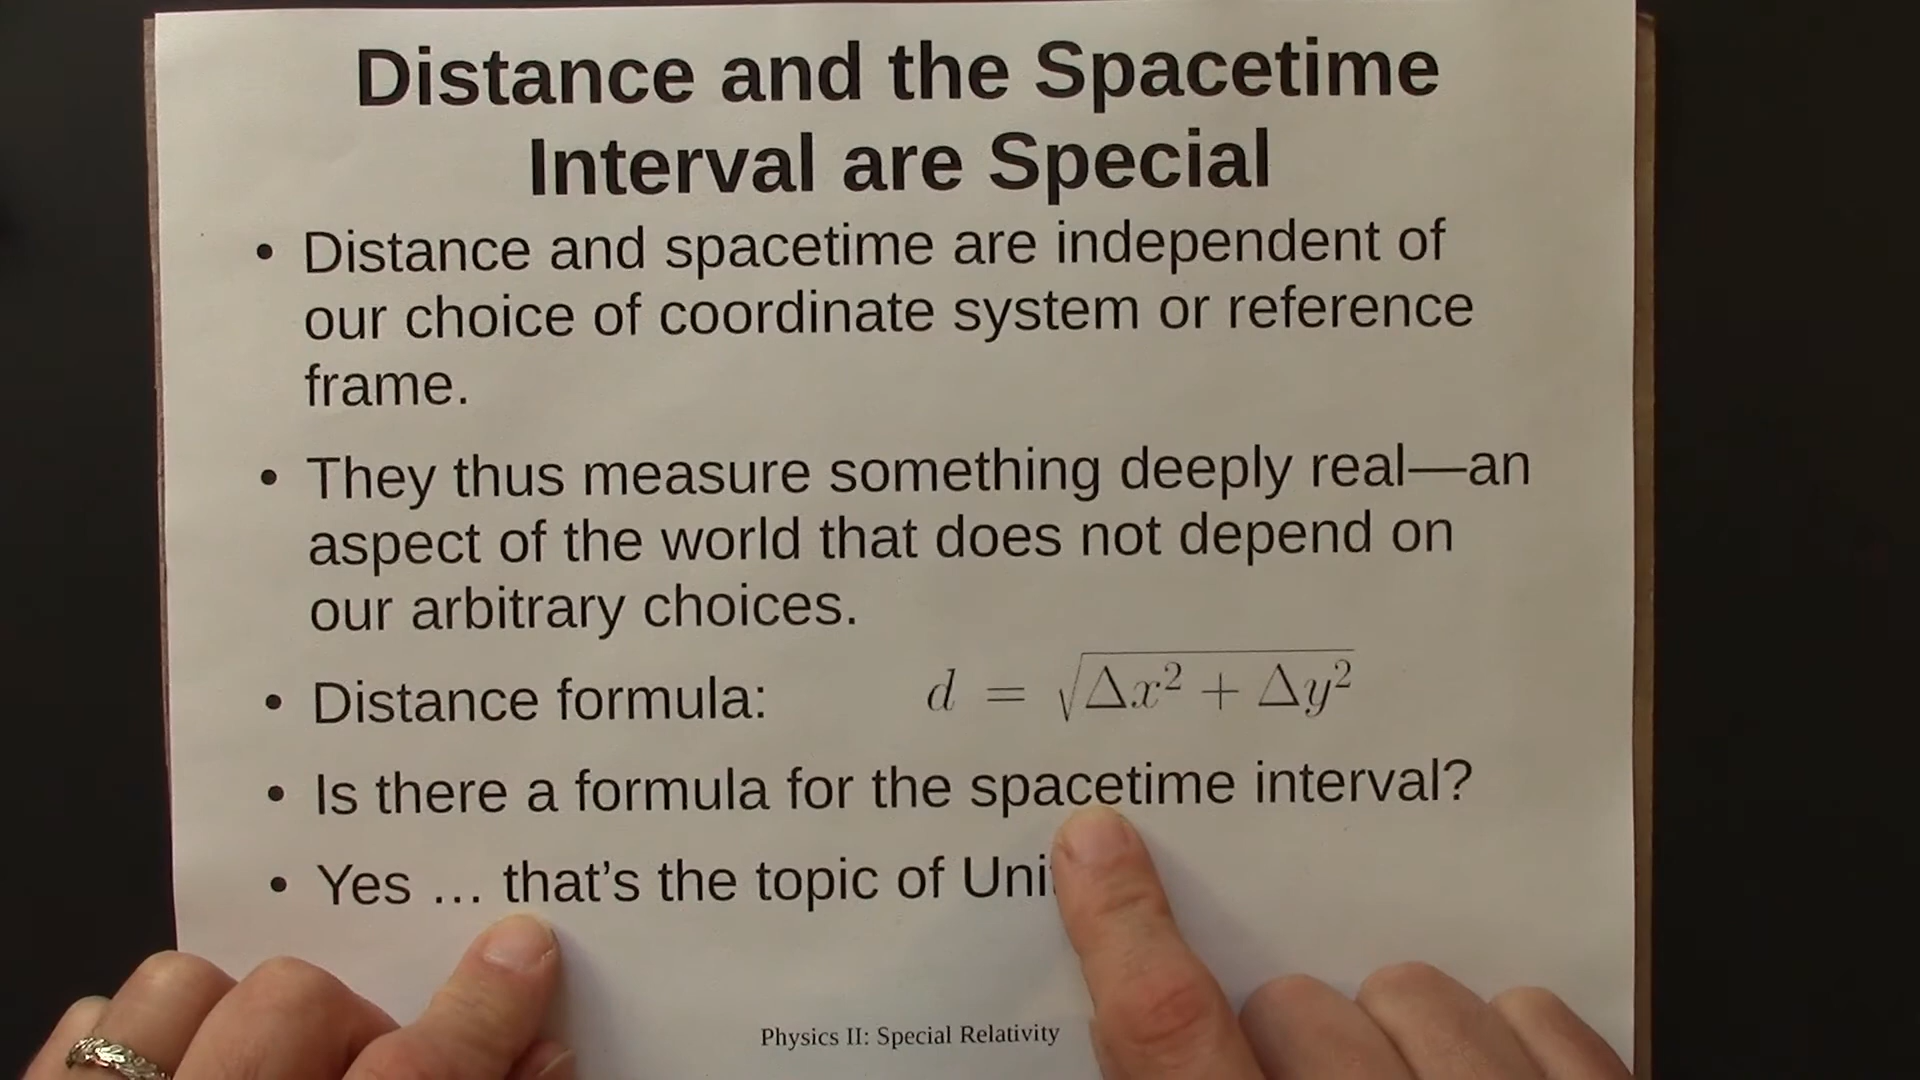 Distance and the Spacetime
Interval are Special
• Distance and spacetime are independent of
our choice of coordinate system or reference
frame.
• They thus measure something deeply real—an
aspect of the world that does not depend on
our arbitrary choices.
• Distance formula: d = √Δx² + Δy²
• Is there a formula for the spacetime interval?
• Yes … that’s the topic of
Physics II: Special Relativity